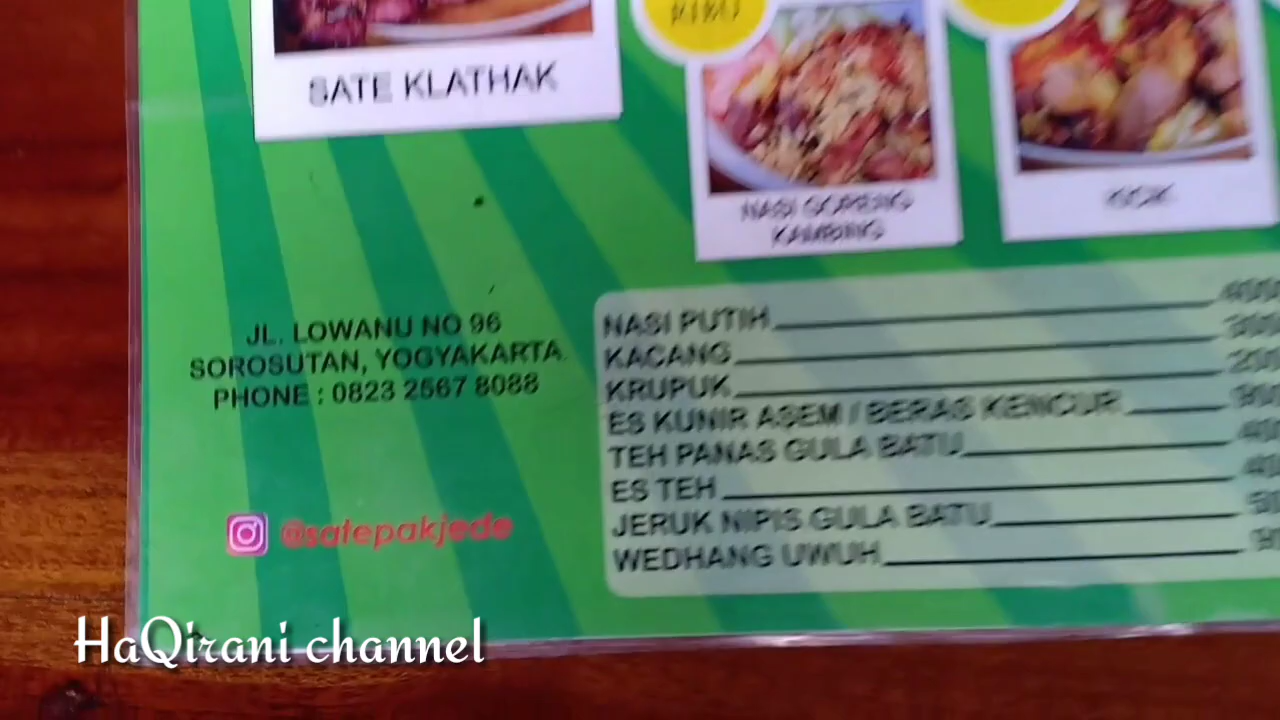 RIBU
SATE KLATHAK
NASI GORENG
KAMBING
KICIK
JL. LOWANU NO 96
SOROSUTAN, YOGYAKARTA.
PHONE : 0823 2567 8088
@satepakjede
NASI PUTIH
KACANG
KRUPUK
ES KUNIR ASEM / BERAS KENCUR
TEH PANAS GULA BATU
ES TEH
JERUK NIPIS GULA BATU
WEDHANG UWUH
HaQirani channel